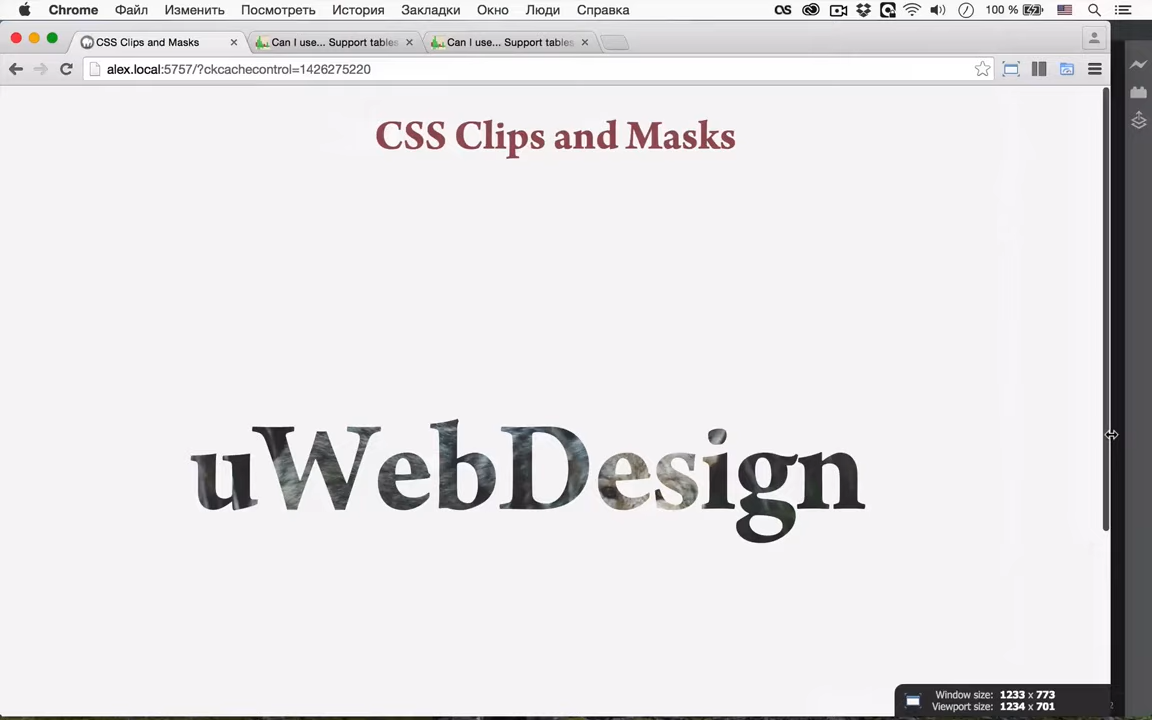 Chrome Файл Изменить Посмотреть История Закладки Окно Люди Справка 100 %
CSS Clips and Masks Can I use... Support tables Can I use... Support tables
alex.local:5757/?ckcachecontrol=1426275220
CSS Clips and Masks
uWebDesign
Window size: 1233 x 773
Viewport size: 1234 x 701